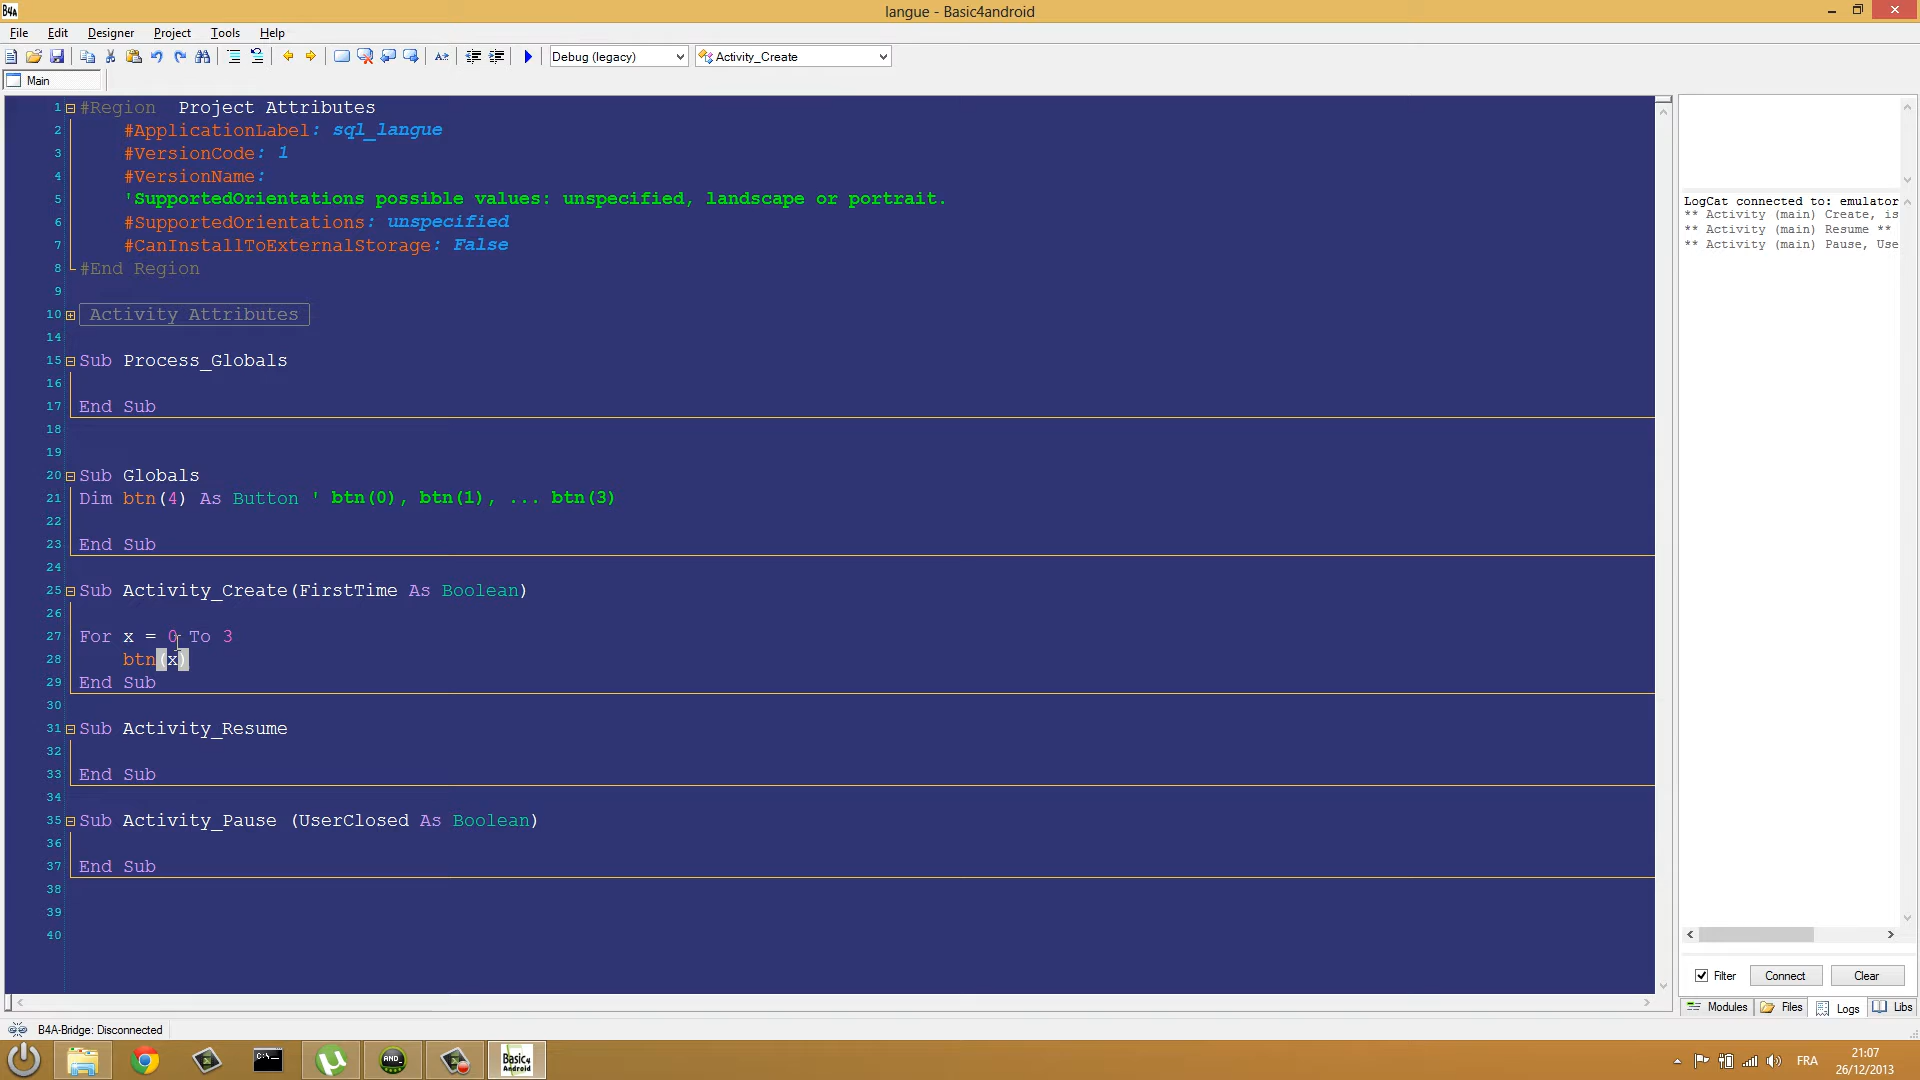 B4A
langue - Basic4android
File Edit Designer Project Tools Help
Debug (legacy) Activity_Create
Main
1 #Region Project Attributes
2 #ApplicationLabel: sql_langue
3 #VersionCode: 1
4 #VersionName:
5 'SupportedOrientations possible values: unspecified, landscape or portrait.
6 #SupportedOrientations: unspecified
7 #CanInstallToExternalStorage: False
8 #End Region
9
10 Activity Attributes
14
15 Sub Process_Globals
16
17 End Sub
18
19
20 Sub Globals
21 Dim btn(4) As Button ' btn(0), btn(1), ... btn(3)
22
23 End Sub
24
25 Sub Activity_Create(FirstTime As Boolean)
26
27 For x = 0 To 3
28 btn(x)
29 End Sub
30
31 Sub Activity_Resume
32
33 End Sub
34
35 Sub Activity_Pause (UserClosed As Boolean)
36
37 End Sub
38
39
40
LogCat connected to: emulator
** Activity (main) Create, is
** Activity (main) Resume **
** Activity (main) Pause, Use
Filter Connect Clear
Modules Files Logs Libs
B4A-Bridge: Disconnected
AND_
Basic4 Android
FRA
21:07
26/12/2013